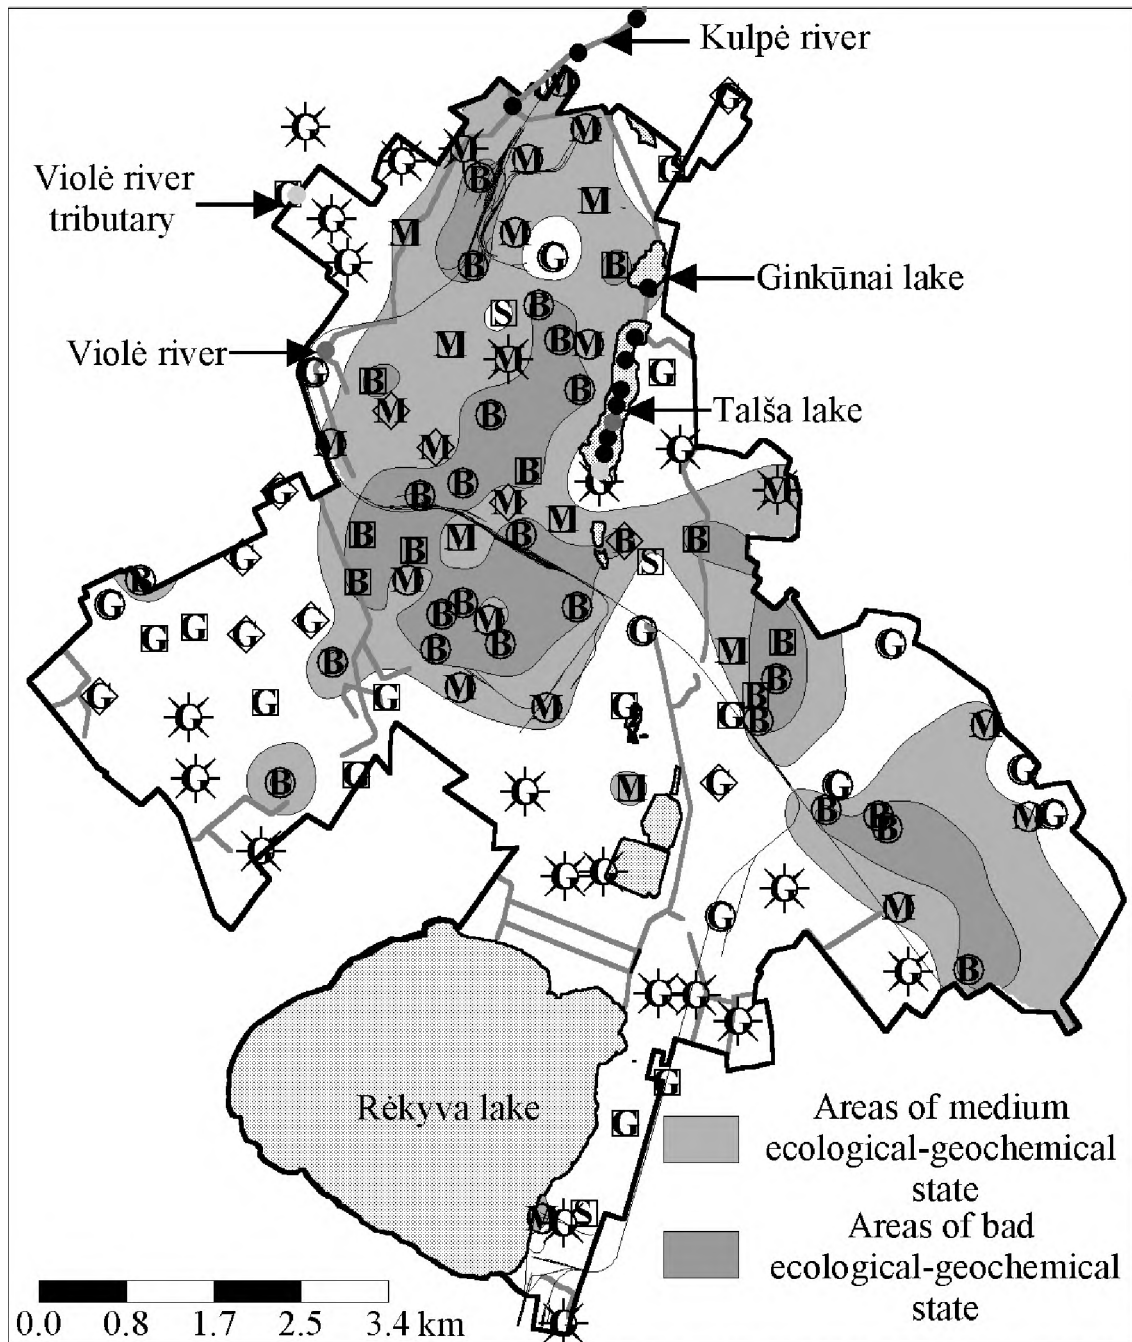 Kulpė river
Violė river
tributary
Ginkūnai lake
Violė river
Talša lake
Rėkyva lake
Areas of medium
ecological-geochemical
state
Areas of bad
ecological-geochemical
state
0.0 0.8 1.7 2.5 3.4 km